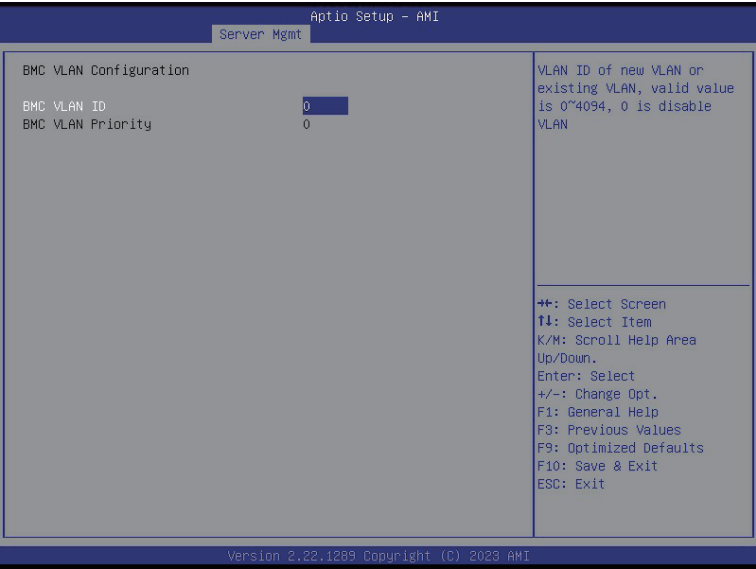 Aptio Setup - AMI
Server Mgmt
BMC VLAN Configuration
BMC VLAN ID 0
BMC VLAN Priority 0
VLAN ID of new VLAN or
existing VLAN, valid value
is 0~4094, 0 is disable
VLAN
→←: Select Screen
↑↓: Select Item
K/M: Scroll Help Area
Up/Down.
Enter: Select
+/-: Change Opt.
F1: General Help
F3: Previous Values
F9: Optimized Defaults
F10: Save & Exit
ESC: Exit
Version 2.22.1289 Copyright (C) 2023 AMI